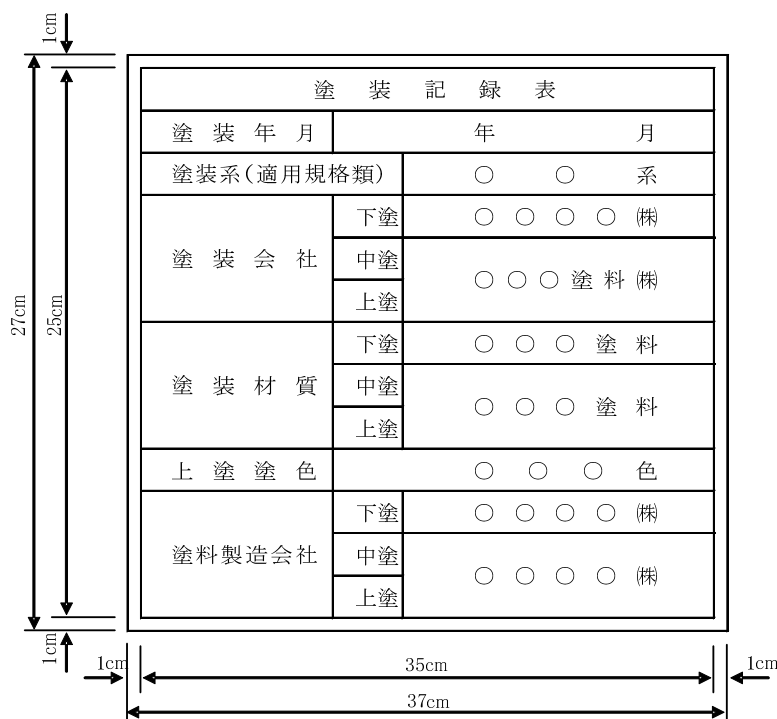 1cm
塗装記録表
塗装年月 年 月
塗装系(適用規格類) ○ ○ 系
塗装会社 下塗 ○○○○㈱
中塗 ○○○塗料㈱
上塗
塗装材質 下塗 ○○○塗料
中塗 ○○○塗料
上塗
上塗塗色 ○○○色
塗料製造会社 下塗 ○○○○㈱
中塗 ○○○○㈱
上塗
27cm
25cm
1cm
1cm
35cm
1cm
37cm